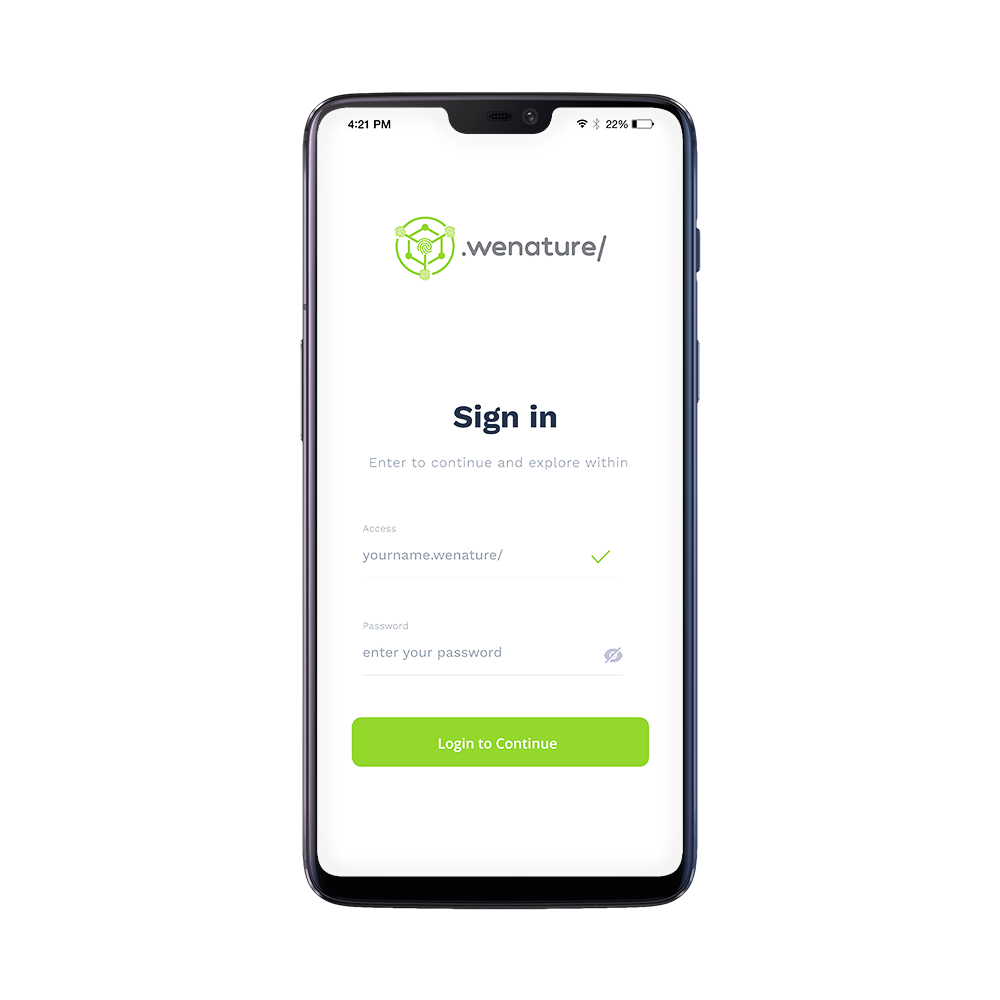 4:21 PM 22%
.wenature/
Sign in
Enter to continue and explore within
Access
yourname.wenature/
Password
enter your password
Login to Continue